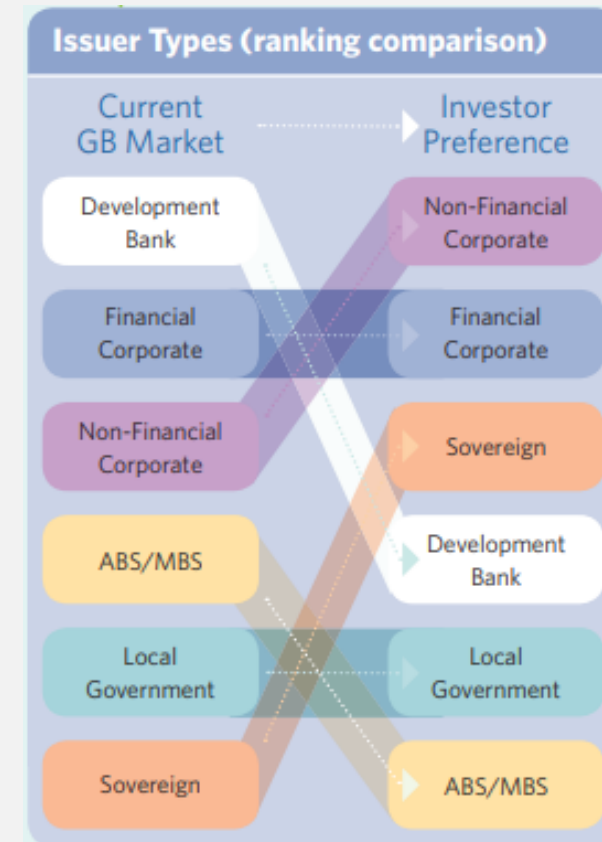 Issuer Types (ranking comparison)
Current
GB Market
Investor
Preference
Development
Bank
Non-Financial
Corporate
Financial
Corporate
Financial
Corporate
Non-Financial
Corporate
Sovereign
ABS/MBS
Development
Bank
Local
Government
Local
Government
Sovereign
ABS/MBS